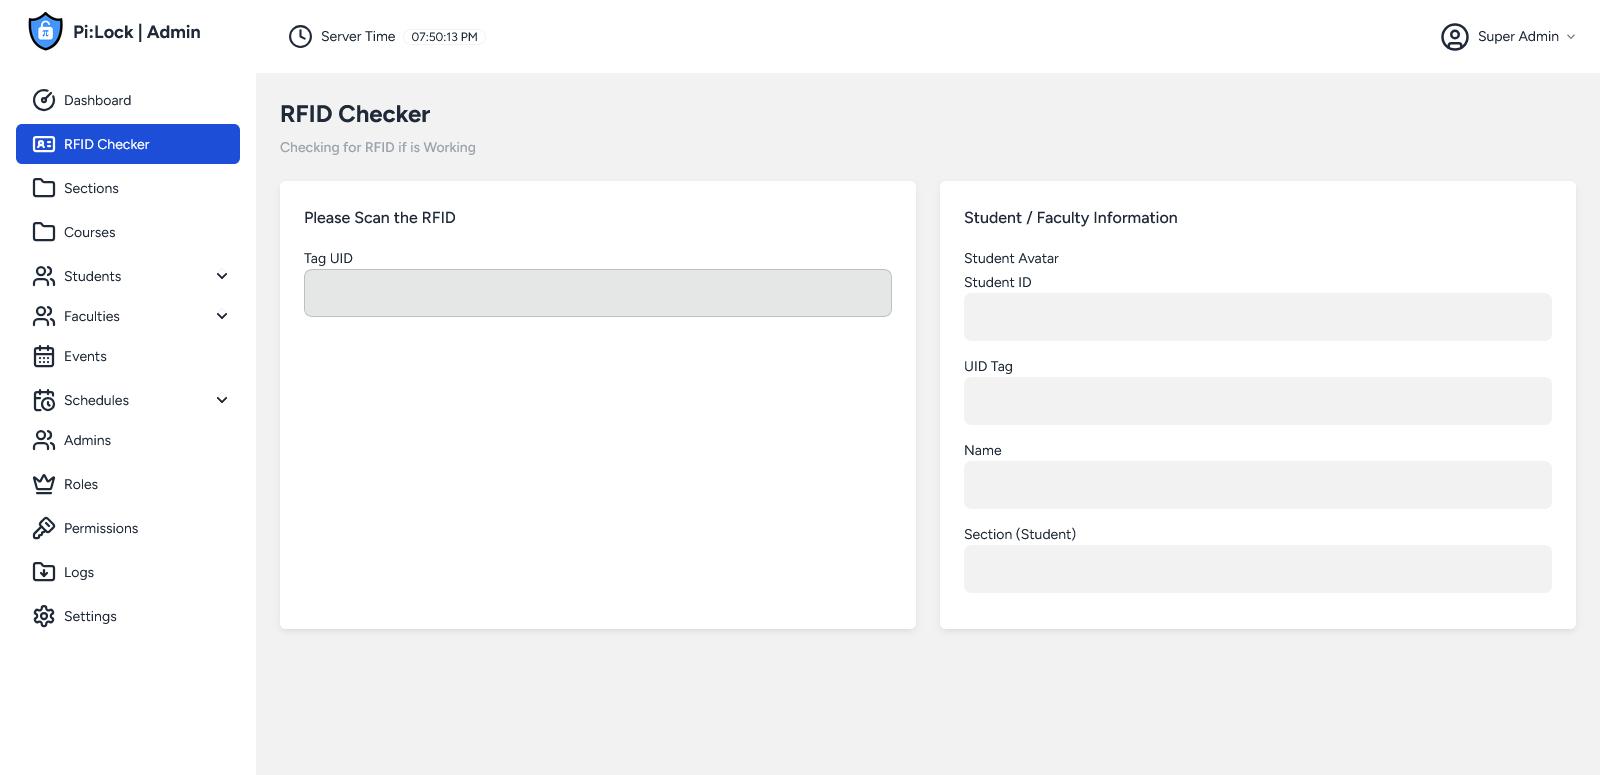 Pi:Lock | Admin
Server Time 07:50:13 PM
Super Admin
Dashboard
RFID Checker
Sections
Courses
Students
Faculties
Events
Schedules
Admins
Roles
Permissions
Logs
Settings
RFID Checker
Checking for RFID if is Working
Please Scan the RFID
Tag UID
Student / Faculty Information
Student Avatar
Student ID
UID Tag
Name
Section (Student)